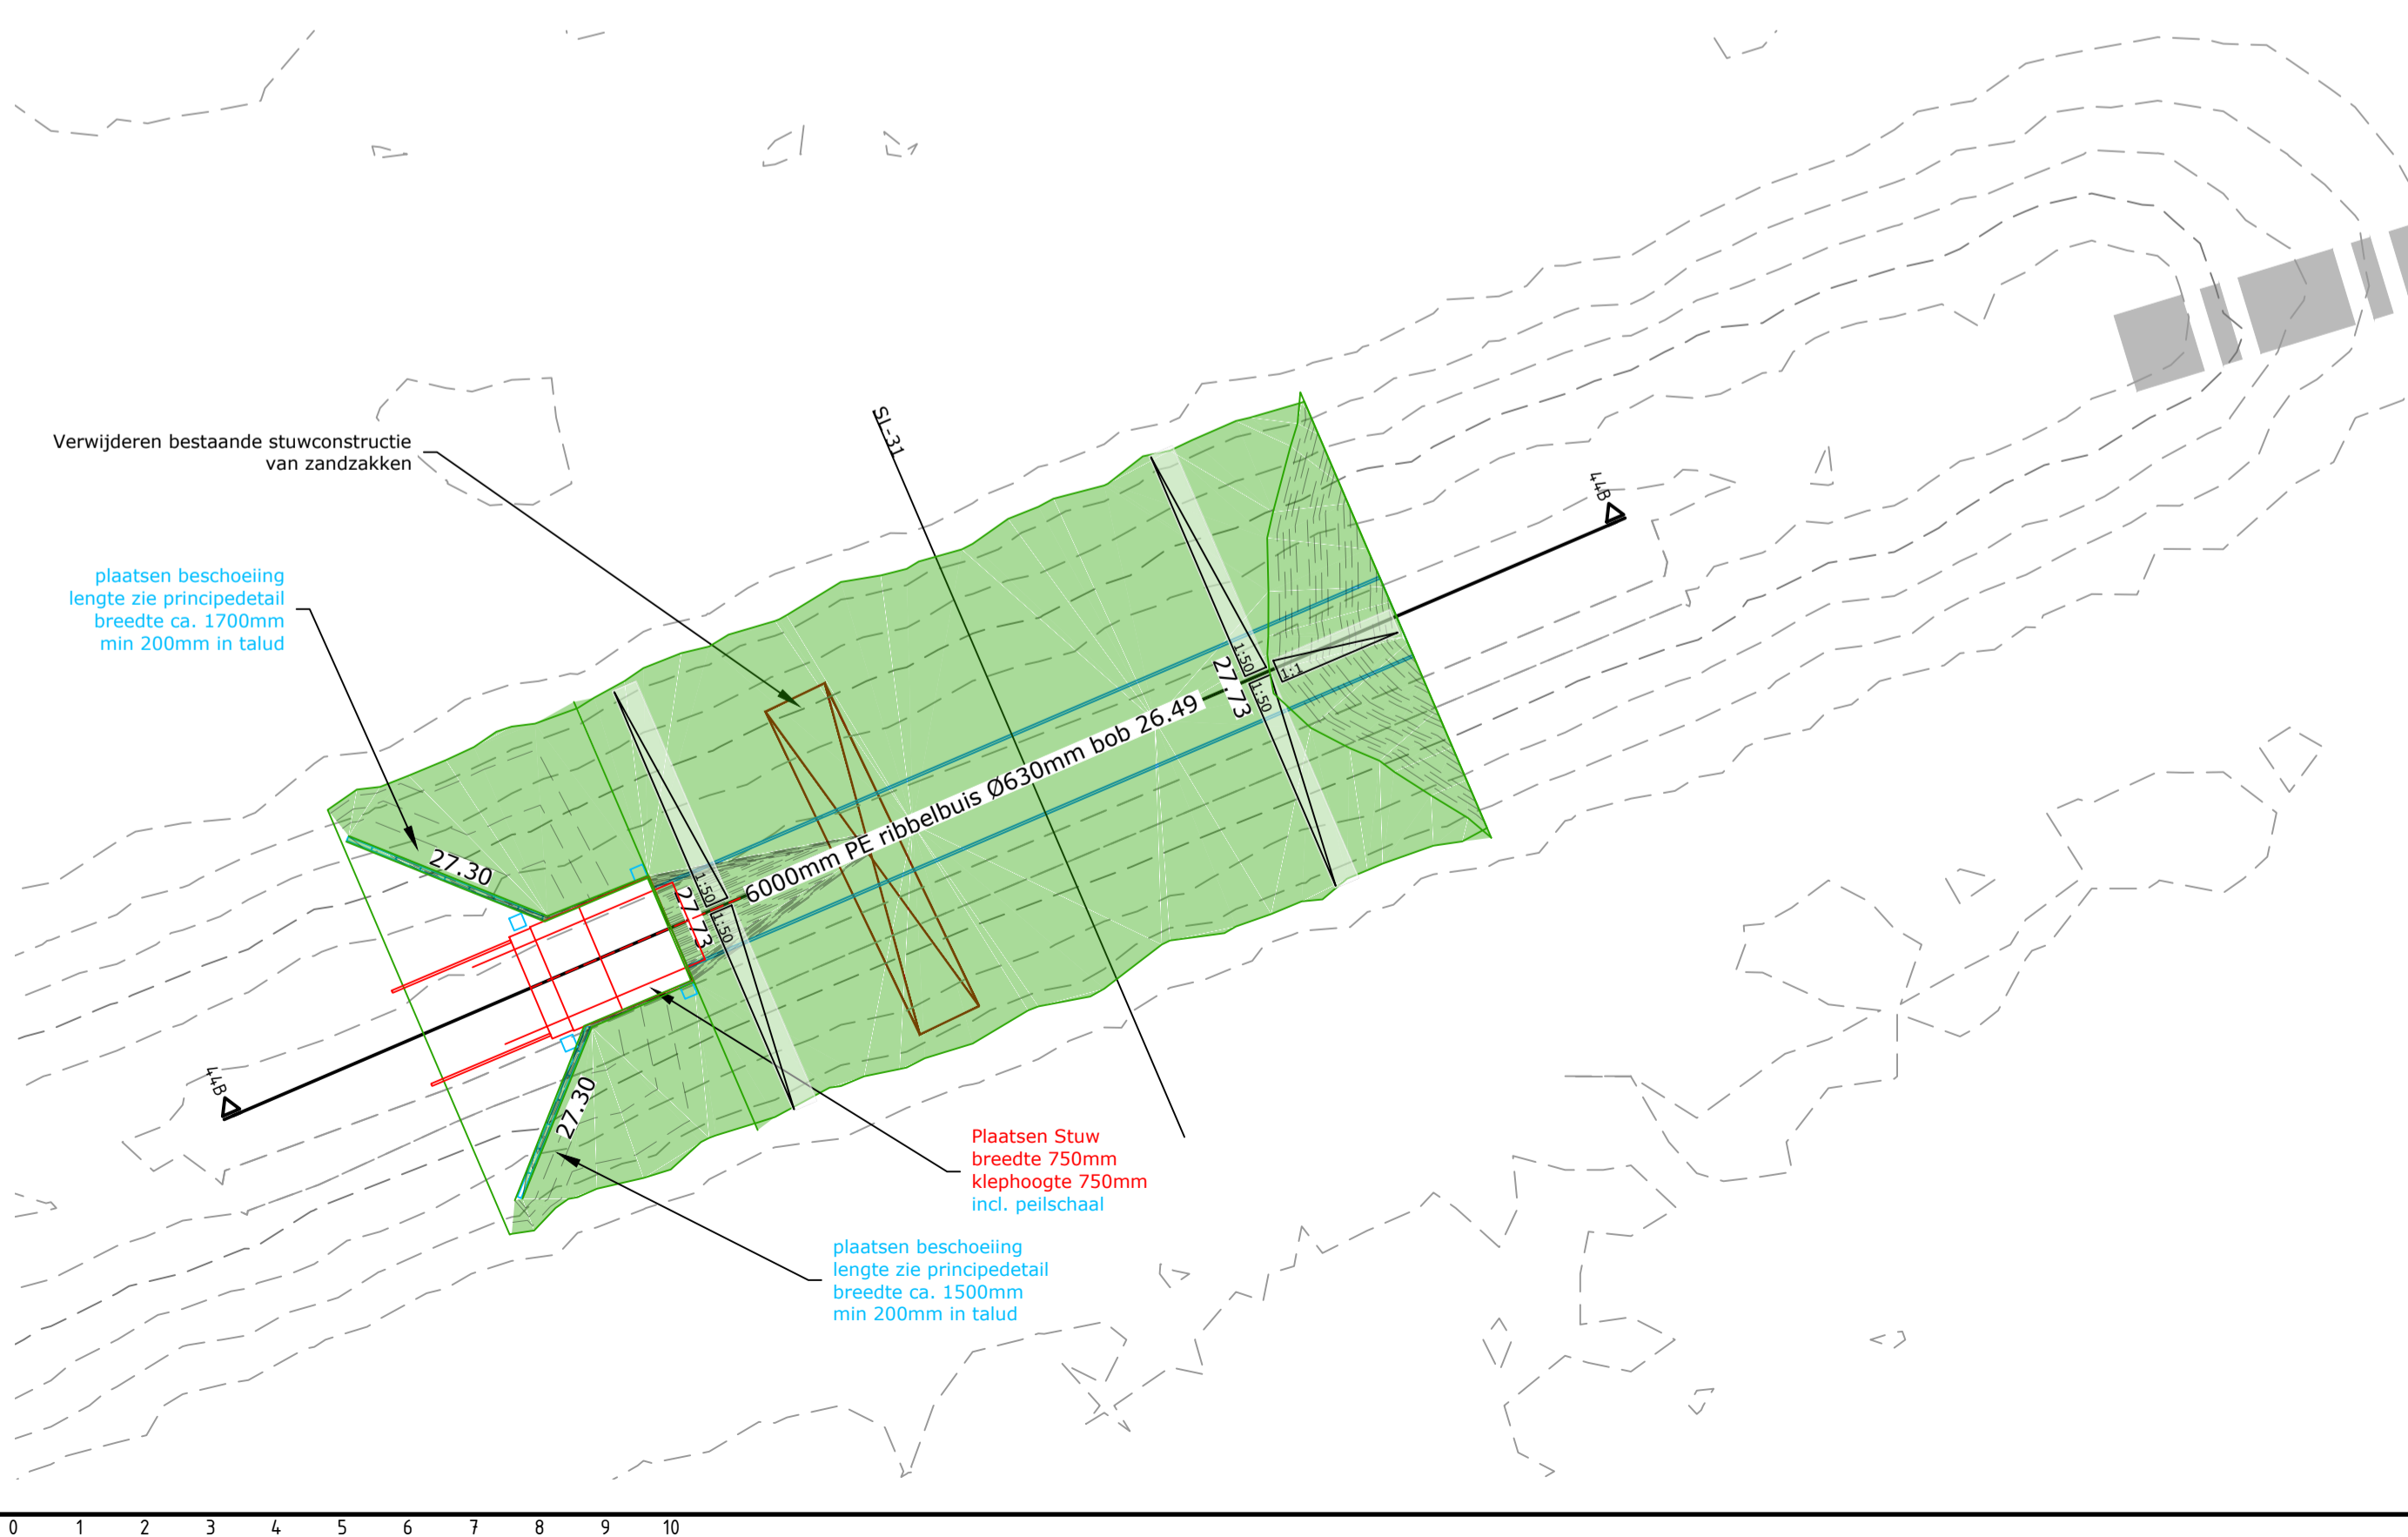 SL-31
Verwijderen bestaande stuwconstructie
van zandzakken
44B
plaatsen beschoeiing
lengte zie principedetail
breedte ca. 1700mm
min 200mm in talud
1:50
27.73
1:50
1:1
6000mm PE ribbelbuis Ø630mm bob 26.49
27.30
1:50
27.73
1:50
44B
27.30
Plaatsen Stuw
breedte 750mm
klephoogte 750mm
incl. peilschaal
plaatsen beschoeiing
lengte zie principedetail
breedte ca. 1500mm
min 200mm in talud
0 1 2 3 4 5 6 7 8 9 10